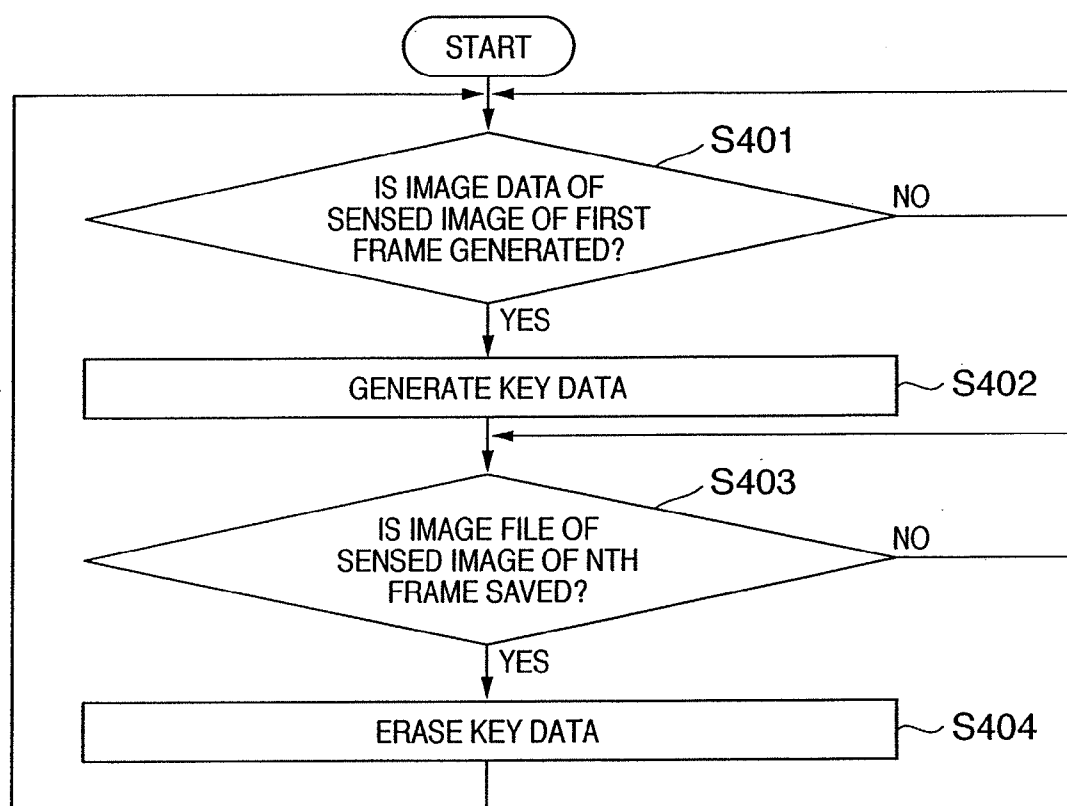 START
S401
IS IMAGE DATA OF
SENSED IMAGE OF FIRST
FRAME GENERATED?
NO
YES
GENERATE KEY DATA
S402
S403
IS IMAGE FILE OF
SENSED IMAGE OF NTH
FRAME SAVED?
NO
YES
ERASE KEY DATA
S404